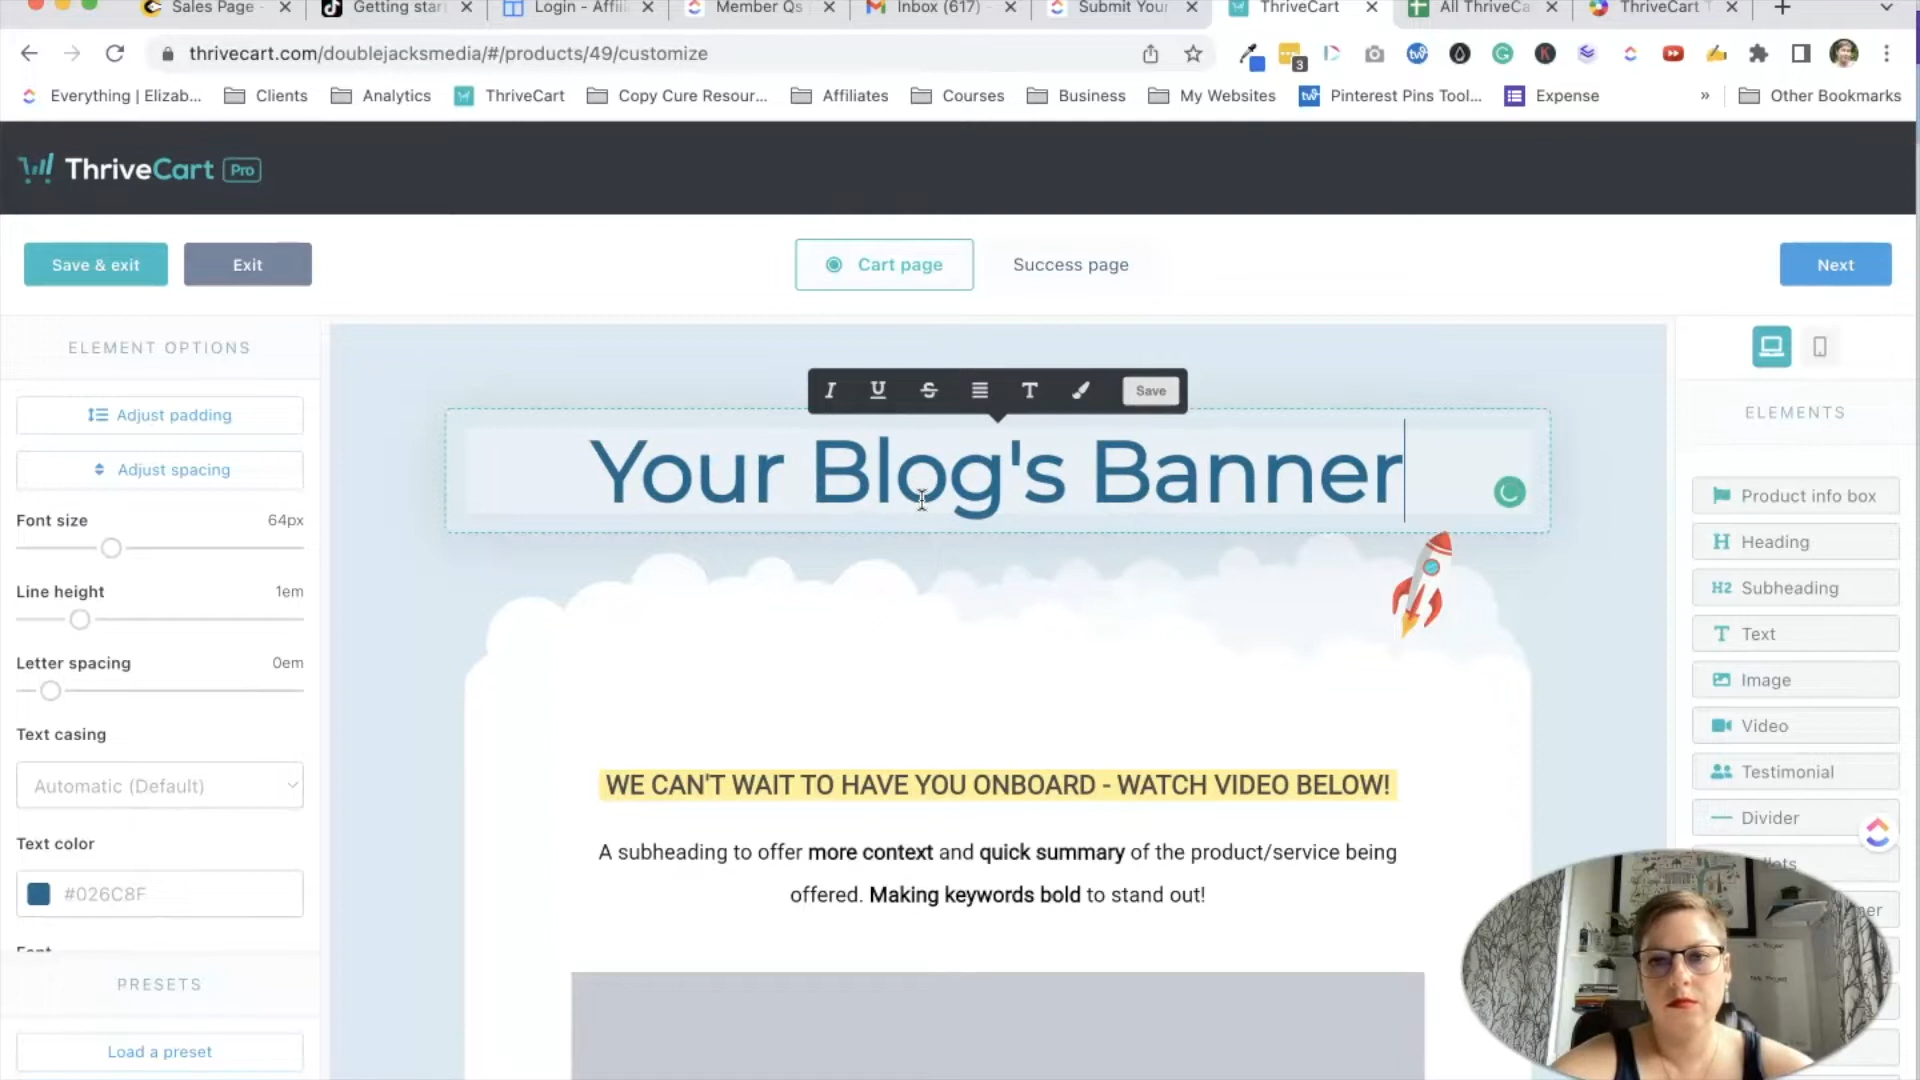 Sales Page -
Getting star
Login - Affili
Member Qs
Inbox (617)
Submit Your
ThriveCart
All ThriveCa
ThriveCart T
thrivecart.com/doublejacksmedia/#/products/49/customize
3
Everything | Elizab...
Clients
Analytics
ThriveCart
Copy Cure Resour...
Affiliates
Courses
Business
My Websites
Pinterest Pins Tool...
Expense
»
Other Bookmarks
ThriveCart Pro
Save & exit
Exit
Cart page
Success page
Next
ELEMENT OPTIONS
Adjust padding
Adjust spacing
Font size 64px
Line height 1em
Letter spacing 0em
Text casing
Automatic (Default)
Text color
#026C8F
Font
PRESETS
Load a preset
Save
Your Blog's Banner
WE CAN'T WAIT TO HAVE YOU ONBOARD - WATCH VIDEO BELOW!
A subheading to offer more context and quick summary of the product/service being
offered. Making keywords bold to stand out!
ELEMENTS
Product info box
Heading
H2 Subheading
Text
Image
Video
Testimonial
Divider